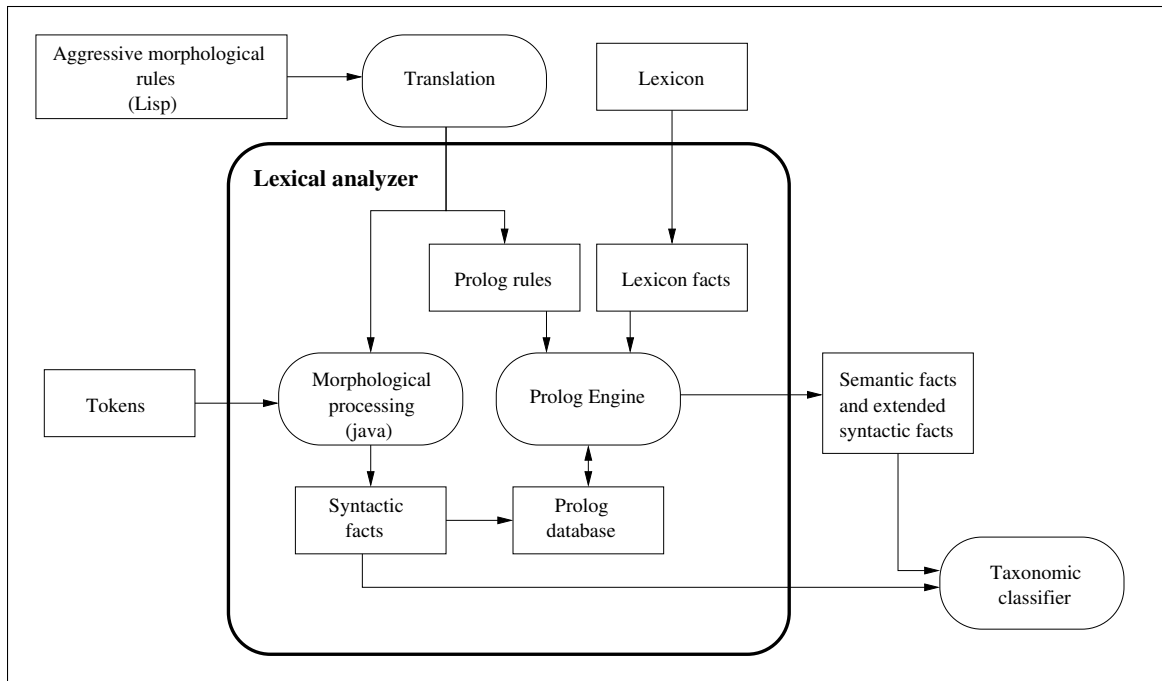 Aggressive morphological
rules
(Lisp)
Translation
Lexicon
Lexical analyzer
Prolog rules
Lexicon facts
Tokens
Morphological
processing
(java)
Prolog Engine
Semantic facts
and extended
syntactic facts
Syntactic
facts
Prolog
database
Taxonomic
classifier